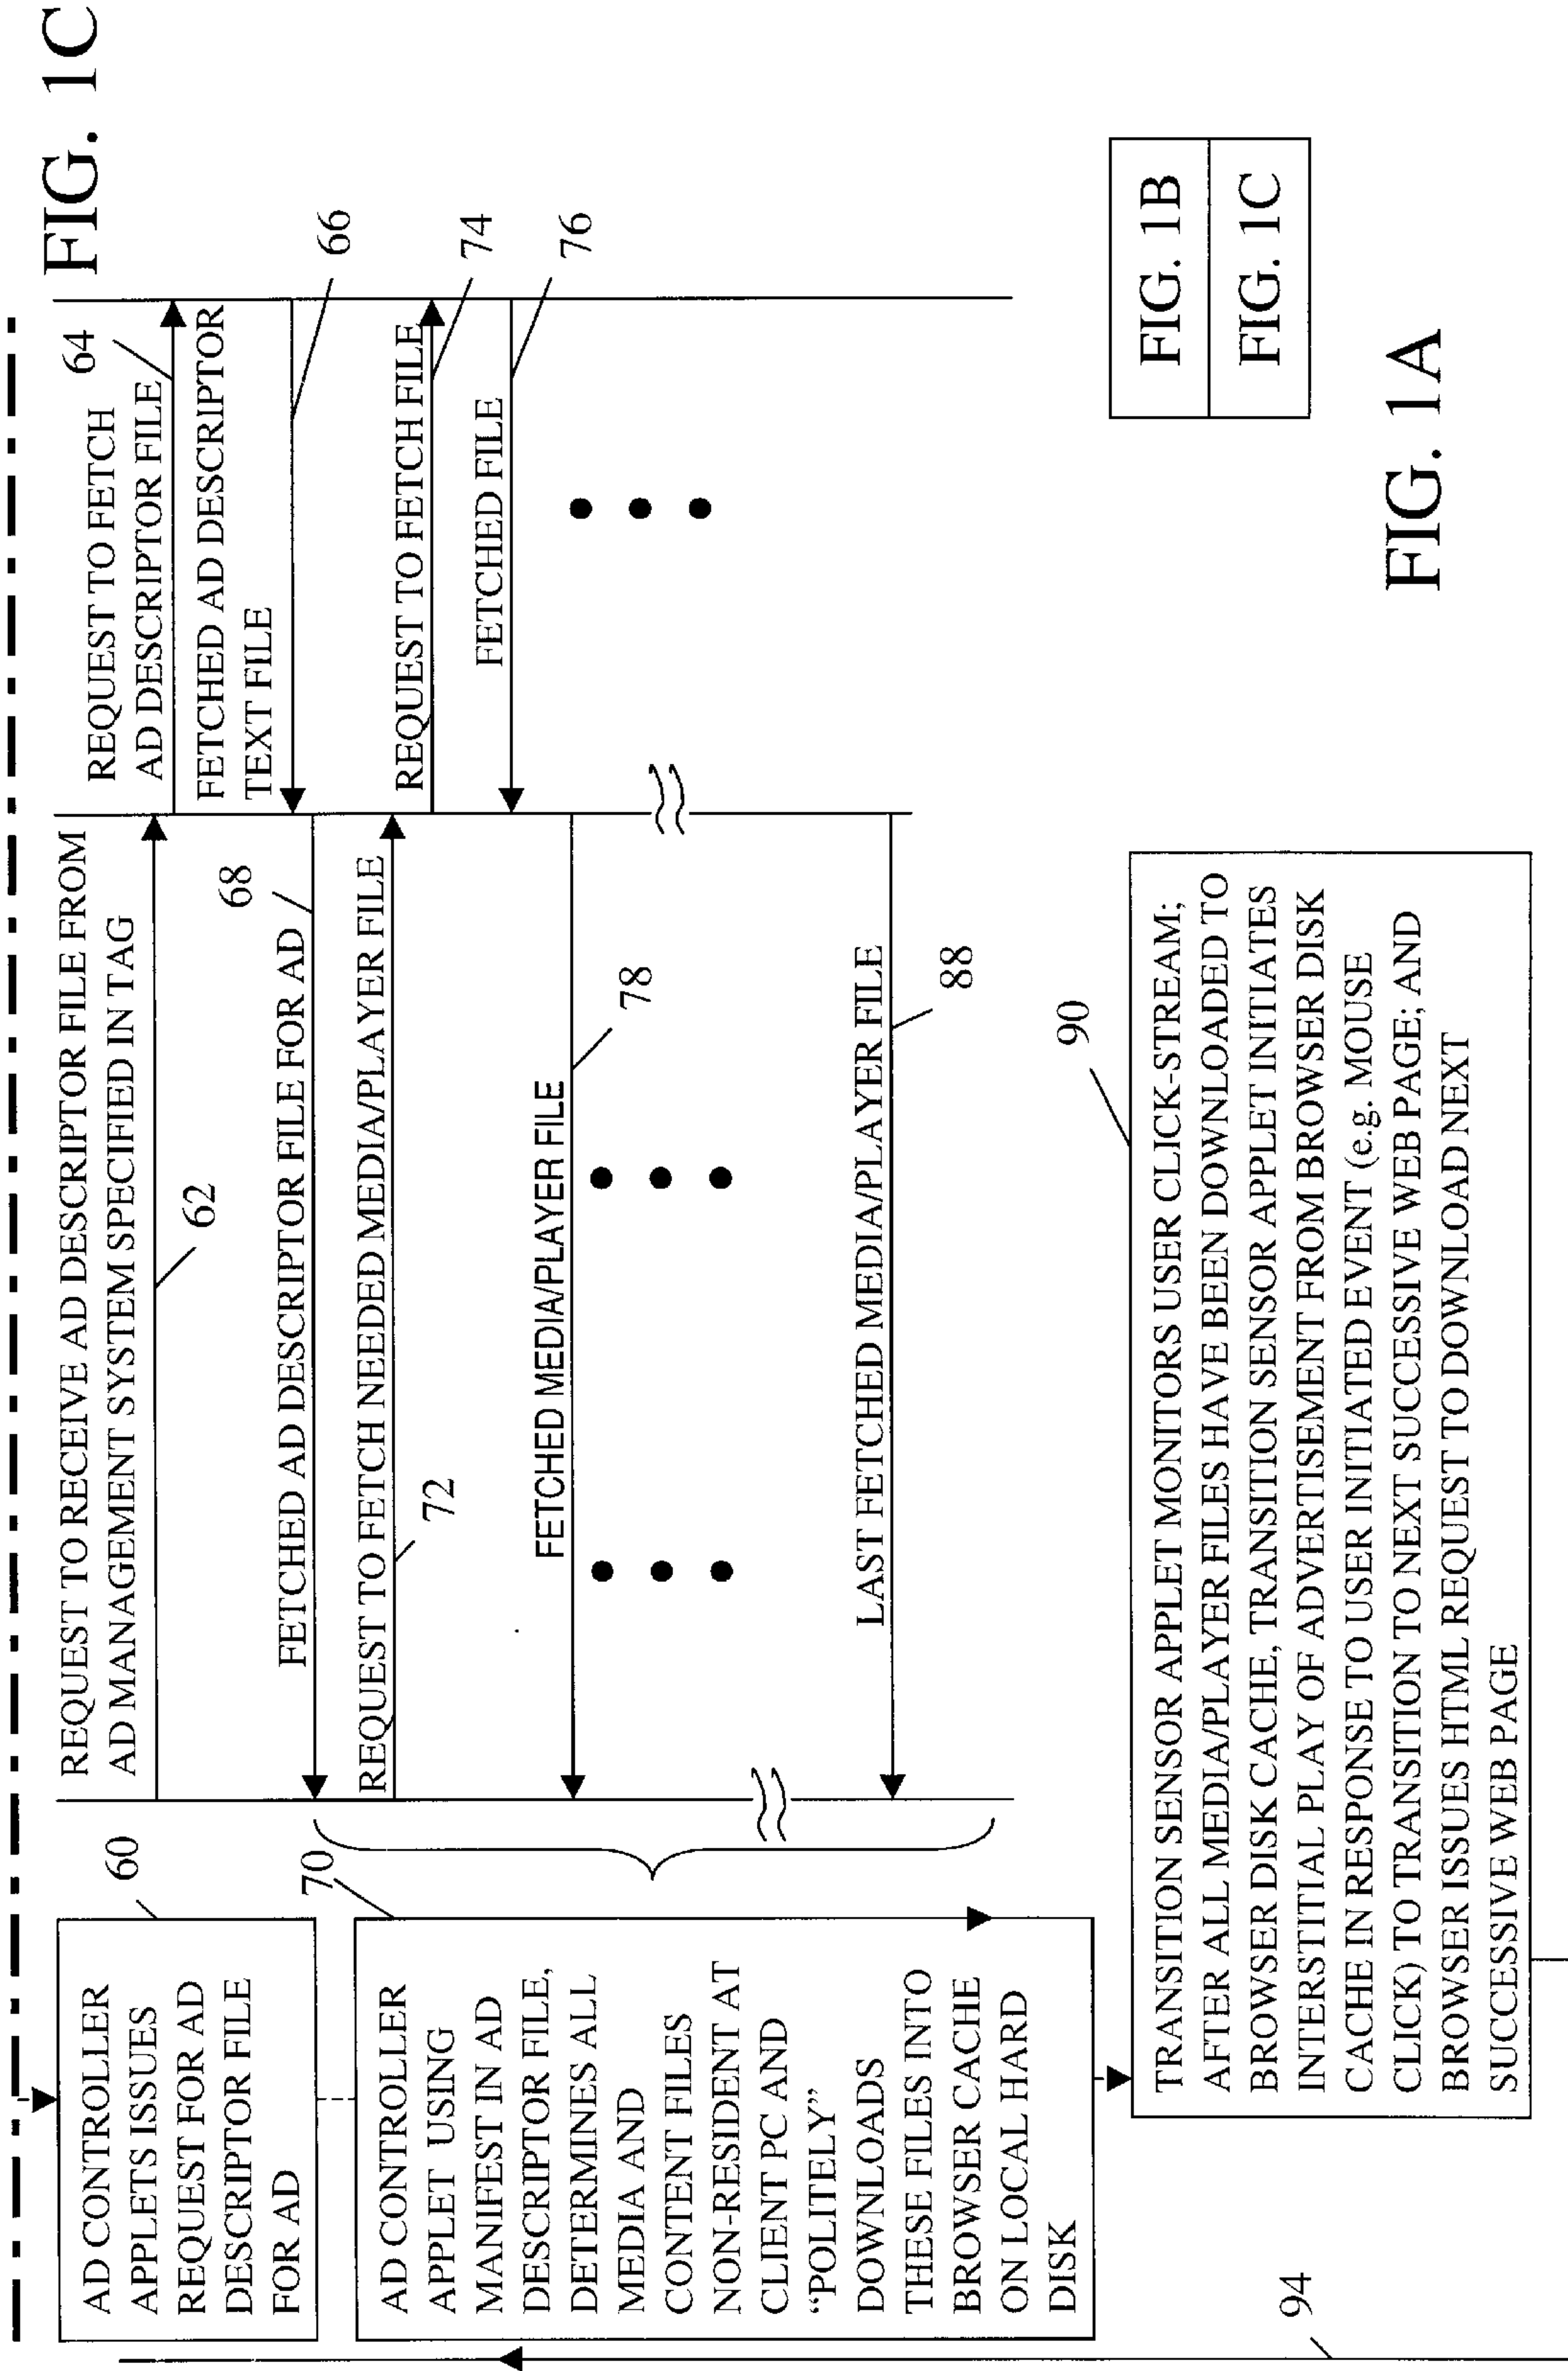 FIG. 1C
AD CONTROLLER
APPLETS ISSUES
REQUEST FOR AD
DESCRIPTOR FILE
FOR AD
60
REQUEST TO RECEIVE AD DESCRIPTOR FILE FROM
AD MANAGEMENT SYSTEM SPECIFIED IN TAG
62
REQUEST TO FETCH
AD DESCRIPTOR FILE
64
FETCHED AD DESCRIPTOR
TEXT FILE
66
FETCHED AD DESCRIPTOR FILE FOR AD
68
70
AD CONTROLLER
APPLET USING
MANIFEST IN AD
DESCRIPTOR FILE,
DETERMINES ALL
MEDIA AND
CONTENT FILES
NON-RESIDENT AT
CLIENT PC AND
“POLITELY”
DOWNLOADS
THESE FILES INTO
BROWSER CACHE
ON LOCAL HARD
DISK
REQUEST TO FETCH NEEDED MEDIA/PLAYER FILE
72
REQUEST TO FETCH FILE
74
FETCHED FILE
76
FETCHED MEDIA/PLAYER FILE
78
LAST FETCHED MEDIA/PLAYER FILE
88
90
TRANSITION SENSOR APPLET MONITORS USER CLICK-STREAM;
AFTER ALL MEDIA/PLAYER FILES HAVE BEEN DOWNLOADED TO
BROWSER DISK CACHE, TRANSITION SENSOR APPLET INITIATES
INTERSTITIAL PLAY OF ADVERTISEMENT FROM BROWSER DISK
CACHE IN RESPONSE TO USER INITIATED EVENT (e.g. MOUSE
CLICK) TO TRANSITION TO NEXT SUCCESSIVE WEB PAGE; AND
BROWSER ISSUES HTML REQUEST TO DOWNLOAD NEXT
SUCCESSIVE WEB PAGE
94
FIG. 1B
FIG. 1C
FIG. 1A